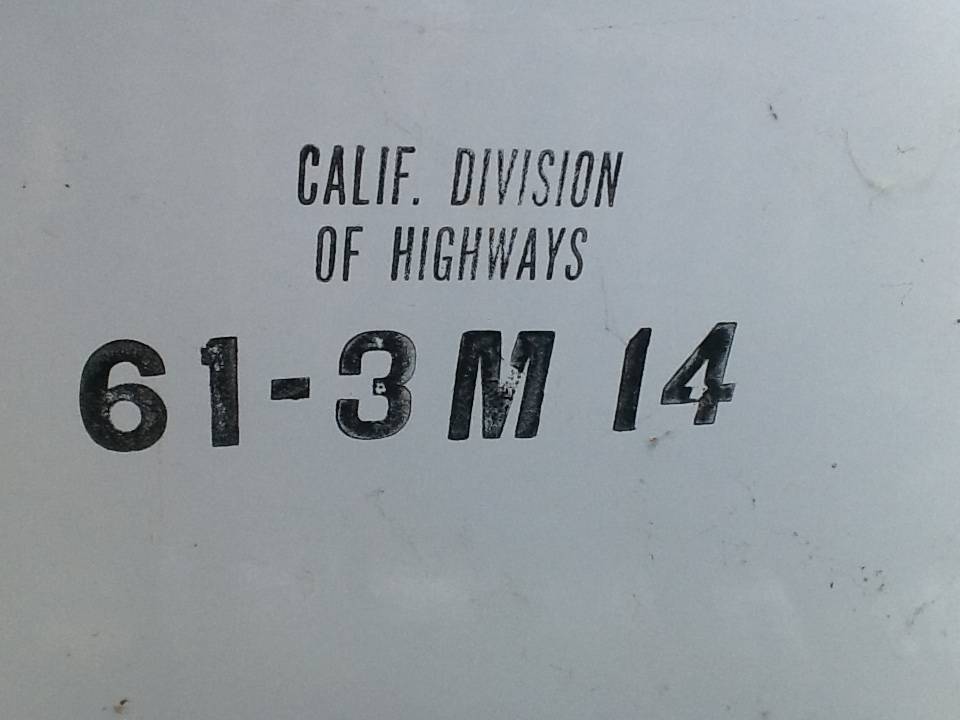 CALIF. DIVISION
OF HIGHWAYS
61-3M 14